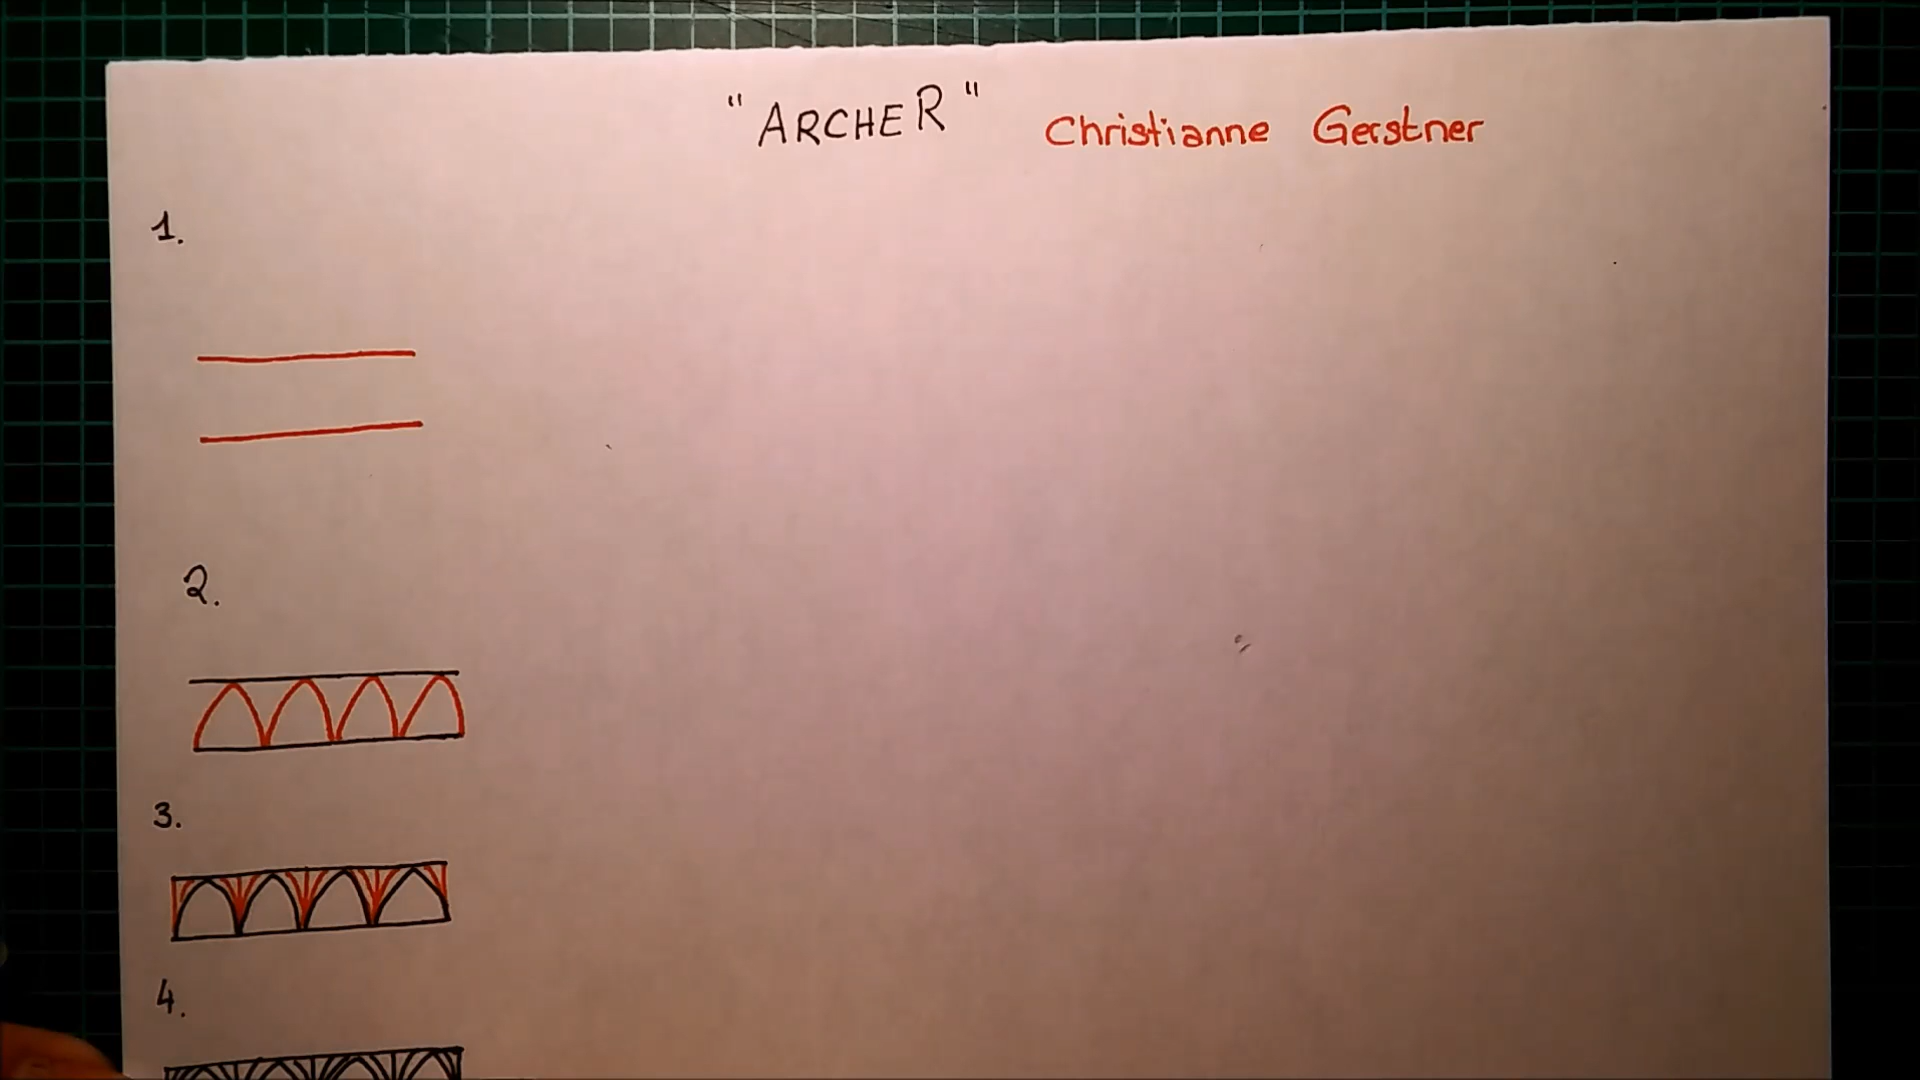 "ARCHER" Christianne Gerstner
1.
2.
3.
4.